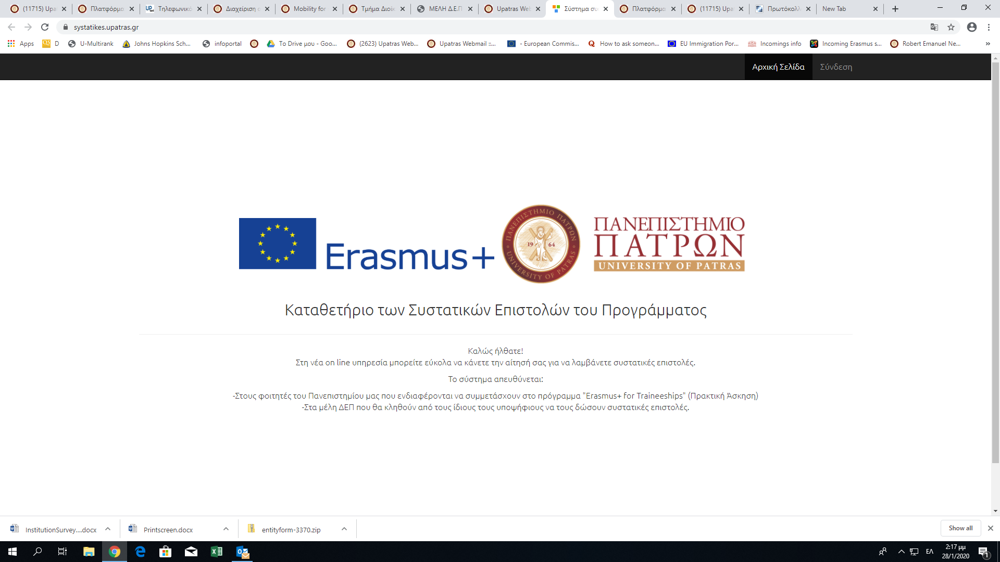 (11715) Upa
Πλατφόρμα
Τηλεφωνικό
Διαχείριση
Mobility for
Τμήμα Διοίκ
ΜΕΛΗ Δ.Ε.Π
Upatras Web
Σύστημα συ
Πλατφόρμα
(11715) Upa
Πρωτόκολλ
New Tab
systatikes.upatras.gr
Apps
D
U-Multirank
Johns Hopkins Sch...
infoportal
Το Drive μου - Goo...
(2623) Upatras Web...
Upatras Webmail ::...
- European Commis...
How to ask someon...
EU Immigration Por...
Incomings info
Incoming Erasmus s...
Robert Emanuel Ne...
»
Αρχική Σελίδα
Σύνδεση
Erasmus+
ΠΑΝΕΠΙΣΤΗΜΙΟ ΠΑΤΡΩΝ
19 64
UNIVERSITY OF PATRAS
ΠΑΝΕΠΙΣΤΗΜΙΟ
ΠΑΤΡΩΝ
UNIVERSITY OF PATRAS
Καταθετήριο των Συστατικών Επιστολών του Προγράμματος
Καλώς ήλθατε!
Στη νέα on line υπηρεσία μπορείτε εύκολα να κάνετε την αίτησή σας για να λαμβάνετε συστατικές επιστολές.
Το σύστημα απευθύνεται:
-Στους φοιτητές του Πανεπιστημίου μας που ενδιαφέρονται να συμμετάσχουν στο πρόγραμμα "Erasmus+ for Traineeships" (Πρακτική Άσκηση)
-Στα μέλη ΔΕΠ που θα κληθούν από τους ίδιους τους υποψήφιους να τους δώσουν συστατικές επιστολές.
InstitutionSurvey....docx
Printscreen.docx
entityform-3370.zip
Show all
ΕΛ
2:17 μμ
28/1/2020
1